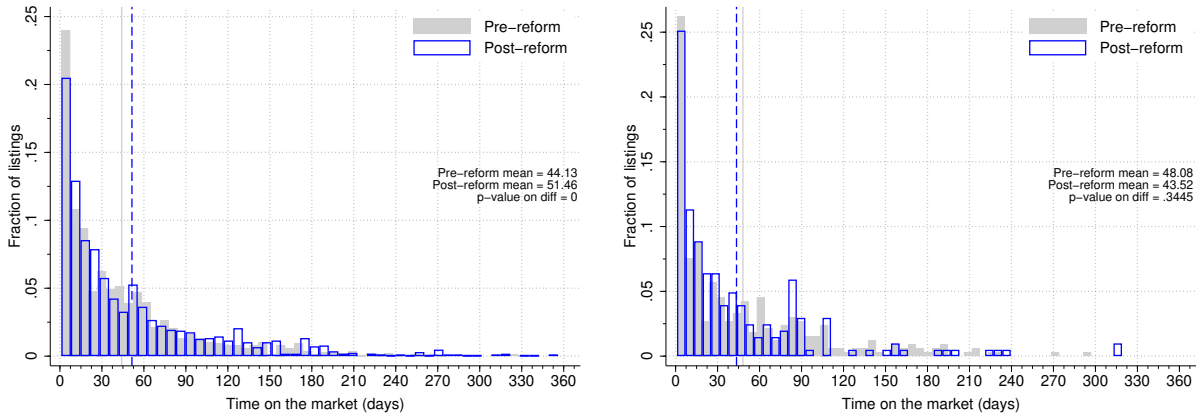 Pre−reform
Post−reform
Pre−reform mean = 44.13
Post−reform mean = 51.46
p−value on diff = 0
Fraction of listings
0
.05
.1
.15
.2
.25
0 30 60 90 120 150 180 210 240 270 300 330 360
Time on the market (days)
Pre−reform
Post−reform
Pre−reform mean = 48.08
Post−reform mean = 43.52
p−value on diff = .3445
Fraction of listings
0
.05
.1
.15
.2
.25
0 30 60 90 120 150 180 210 240 270 300 330 360
Time on the market (days)